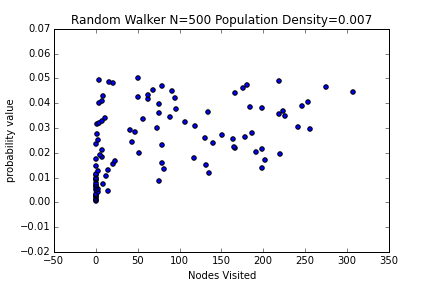 Random Walker N=500 Population Density=0.007
0.07
0.06
0.05
0.04
0.03
0.02
0.01
0.00
−0.01
−0.02
probability value
−50 0 50 100 150 200 250 300 350
Nodes Visited